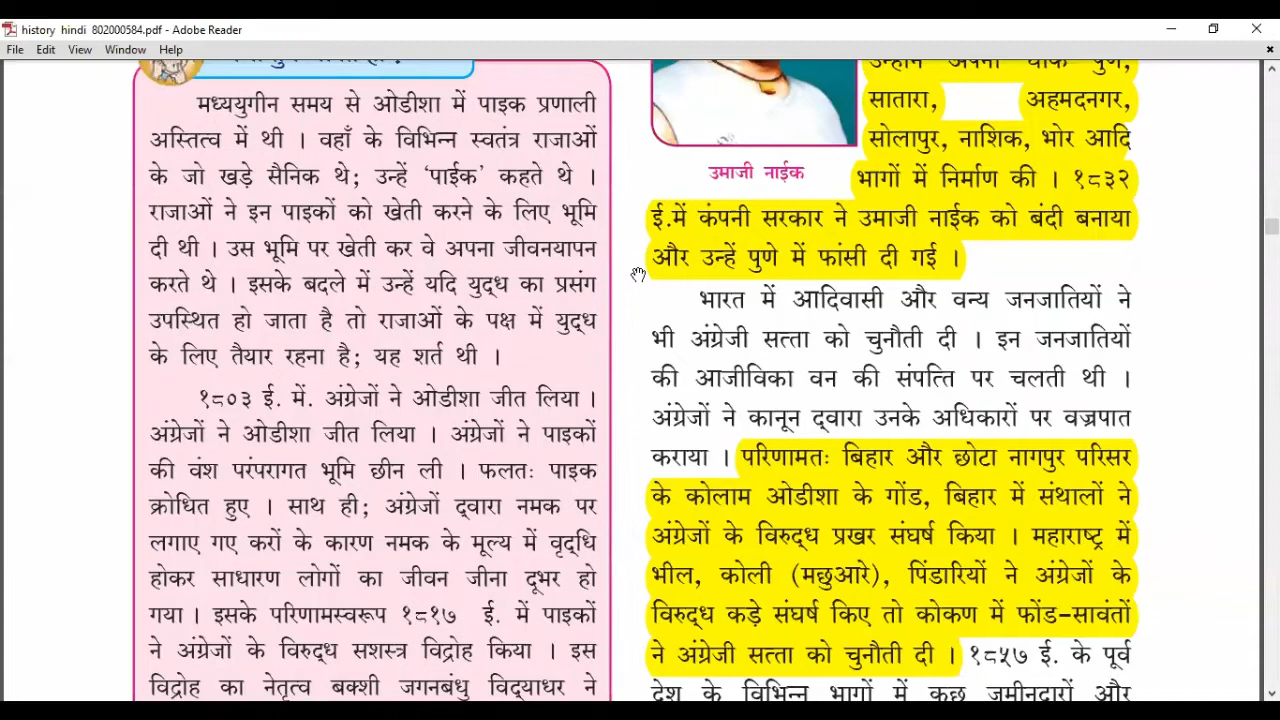 history hindi 802000584.pdf - Adobe Reader
File Edit View Window Help
मध्ययुगीन समय से ओडीशा में पाइक प्रणाली
अस्तित्व में थी । वहाँ के विभिन्न स्वतंत्र राजाओं
के जो खड़े सैनिक थे; उन्हें ‘पाईक’ कहते थे ।
राजाओं ने इन पाइकों को खेती करने के लिए भूमि
दी थी । उस भूमि पर खेती कर वे अपना जीवनयापन
करते थे । इसके बदले में उन्हें यदि युद्ध का प्रसंग
उपस्थित हो जाता है तो राजाओं के पक्ष में युद्ध
के लिए तैयार रहना है; यह शर्त थी ।
१८०३ ई. में. अंग्रेजों ने ओडीशा जीत लिया ।
अंग्रेजों ने ओडीशा जीत लिया । अंग्रेजों ने पाइकों
की वंश परंपरागत भूमि छीन ली । फलतः पाइक
क्रोधित हुए । साथ ही; अंग्रेजों द्वारा नमक पर
लगाए गए करों के कारण नमक के मूल्य में वृद्धि
होकर साधारण लोगों का जीवन जीना दूभर हो
गया । इसके परिणामस्वरूप १८१७ ई. में पाइकों
ने अंग्रेजों के विरुद्ध सशस्त्र विद्रोह किया । इस
विद्रोह का नेतृत्व बक्शी जगनबंधु विद्याधर ने
उमाजी नाईक
सातारा, अहमदनगर,
सोलापुर, नाशिक, भोर आदि
भागों में निर्माण की । १८३२
ई.में कंपनी सरकार ने उमाजी नाईक को बंदी बनाया
और उन्हें पुणे में फांसी दी गई ।
भारत में आदिवासी और वन्य जनजातियों ने
भी अंग्रेजी सत्ता को चुनौती दी । इन जनजातियों
की आजीविका वन की संपत्ति पर चलती थी ।
अंग्रेजों ने कानून द्वारा उनके अधिकारों पर वज्रपात
कराया । परिणामतः बिहार और छोटा नागपुर परिसर
के कोलाम ओडीशा के गोंड, बिहार में संथालों ने
अंग्रेजों के विरुद्ध प्रखर संघर्ष किया । महाराष्ट्र में
भील, कोली (मछुआरे), पिंडारियों ने अंग्रेजों के
विरुद्ध कड़े संघर्ष किए तो कोकण में फोंड-सावंतों
ने अंग्रेजी सत्ता को चुनौती दी । १८५७ ई. के पूर्व
देश के विभिन्न भागों में कुछ जमीनदारों और